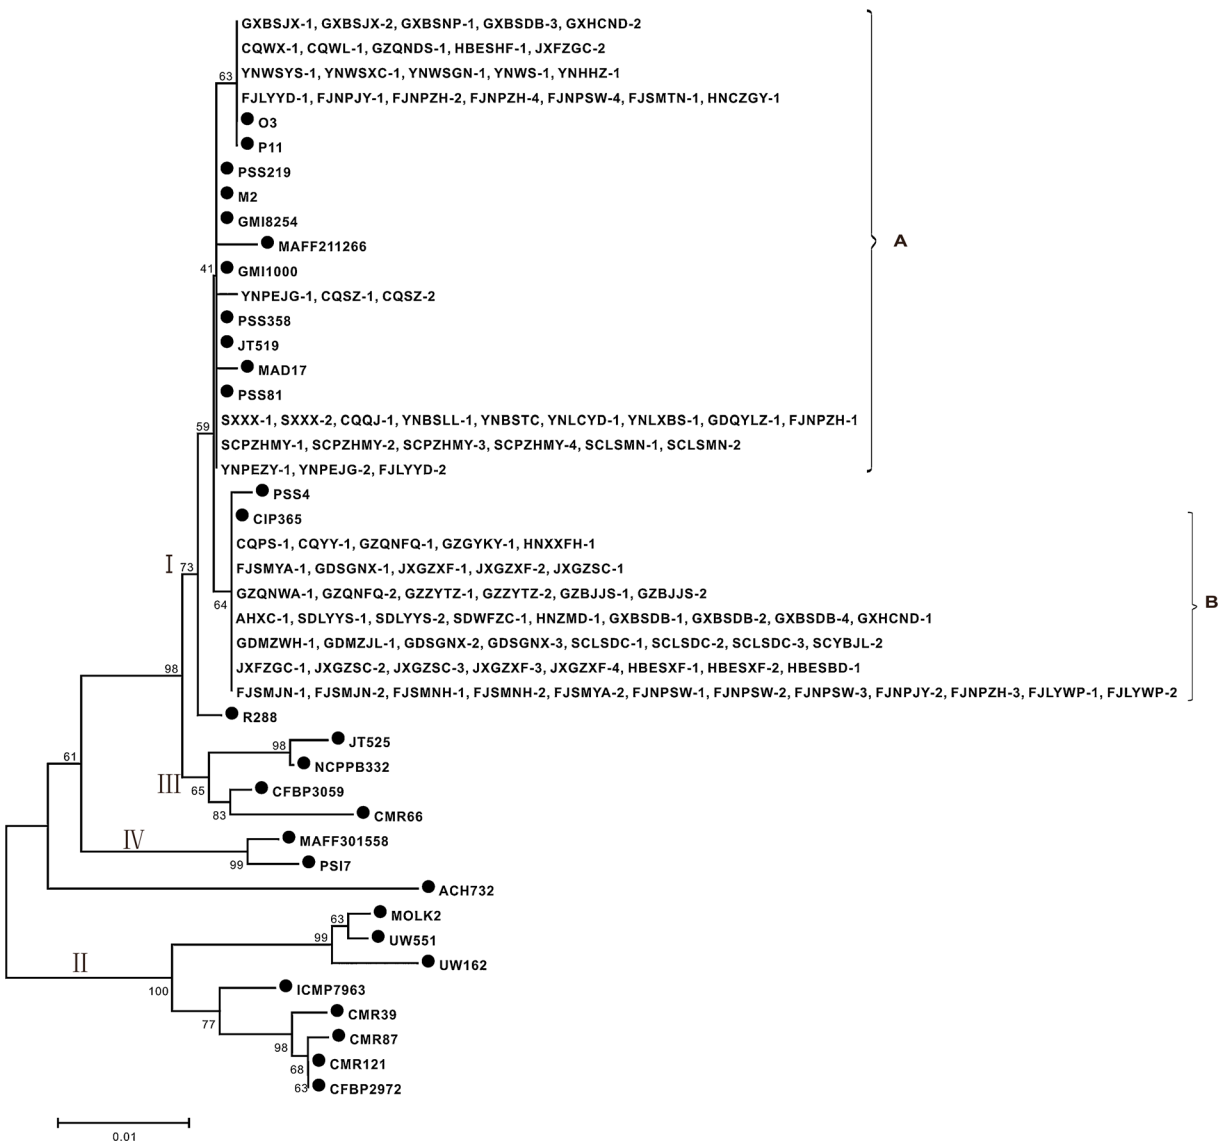 GXBSJX-1, GXBSJX-2, GXBSNP-1, GXBSDB-3, GXHCND-2
CQWX-1, CQWL-1, GZQNDS-1, HBESHF-1, JXFZGC-2
63
YNWSYS-1, YNWSXC-1, YNWSGN-1, YNWS-1, YNHHZ-1
FJLYYD-1, FJNPJY-1, FJNPZH-2, FJNPZH-4, FJNPSW-4, FJSMTN-1, HNCZGY-1
O3
P11
PSS219
M2
GMI8254
A
MAFF211266
41
GMI1000
YNPEJG-1, CQSZ-1, CQSZ-2
PSS358
JT519
MAD17
PSS81
59
SXXX-1, SXXX-2, CQQJ-1, YNBSLL-1, YNBSTC, YNLCYD-1, YNLXBS-1, GDQYLZ-1, FJNPZH-1
SCPZHMY-1, SCPZHMY-2, SCPZHMY-3, SCPZHMY-4, SCLSMN-1, SCLSMN-2
YNPEZY-1, YNPEJG-2, FJLYYD-2
PSS4
CIP365
CQPS-1, CQYY-1, GZQNFQ-1, GZGYKY-1, HNXXFH-1
I
73
FJSMYA-1, GDSGNX-1, JXGZXF-1, JXGZXF-2, JXGZSC-1
GZQNWA-1, GZQNFQ-2, GZZYTZ-1, GZZYTZ-2, GZBJJS-1, GZBJJS-2
64
B
AHXC-1, SDLYYS-1, SDLYYS-2, SDWFZC-1, HNZMD-1, GXBSDB-1, GXBSDB-2, GXBSDB-4, GXHCND-1
GDMZWH-1, GDMZJL-1, GDSGNX-2, GDSGNX-3, SCLSDC-1, SCLSDC-2, SCLSDC-3, SCYBJL-2
98
JXFZGC-1, JXGZSC-2, JXGZSC-3, JXGZXF-3, JXGZXF-4, HBESXF-1, HBESXF-2, HBESBD-1
FJSMJN-1, FJSMJN-2, FJSMNH-1, FJSMNH-2, FJSMYA-2, FJNPSW-1, FJNPSW-2, FJNPSW-3, FJNPJY-2, FJNPZH-3, FJLYWP-1, FJLYWP-2
R288
98
JT525
61
NCPPB332
III
65
CFBP3059
83
CMR66
IV
MAFF301558
99
PSI7
ACH732
63
MOLK2
99
UW551
II
UW162
100
ICMP7963
77
CMR39
98
CMR87
68
CMR121
63
CFBP2972
0.01